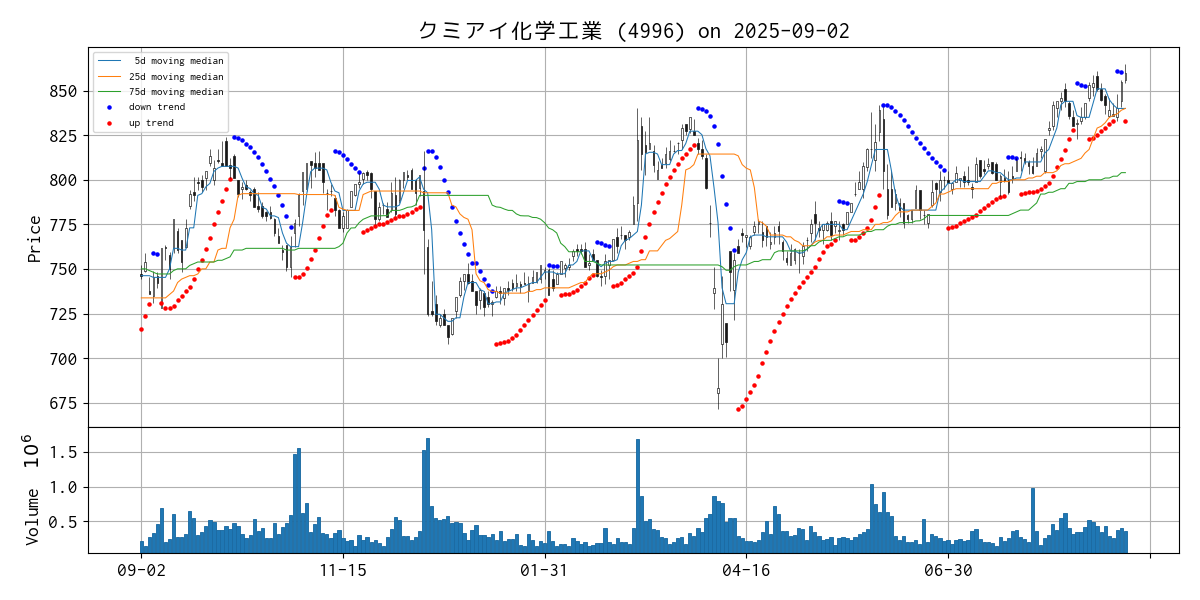 クミアイ化学工業 (4996) on 2025-09-02
5d moving median
25d moving median
75d moving median
down trend
up trend
Price
850
825
800
775
750
725
700
675
Volume 10^6
1.5
1.0
0.5
09-02 11-15 01-31 04-16 06-30